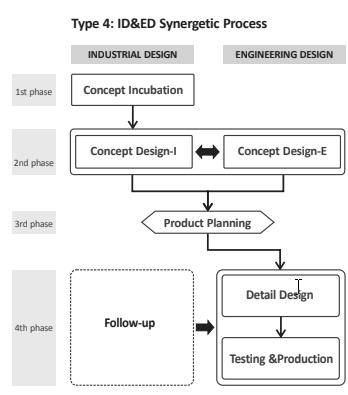 Type 4: ID&ED Synergetic Process
INDUSTRIAL DESIGN
ENGINEERING DESIGN
1st phase
Concept Incubation
2nd phase
Concept Design-I
Concept Design-E
3rd phase
Product Planning
4th phase
Follow-up
Detail Design
Testing &Production